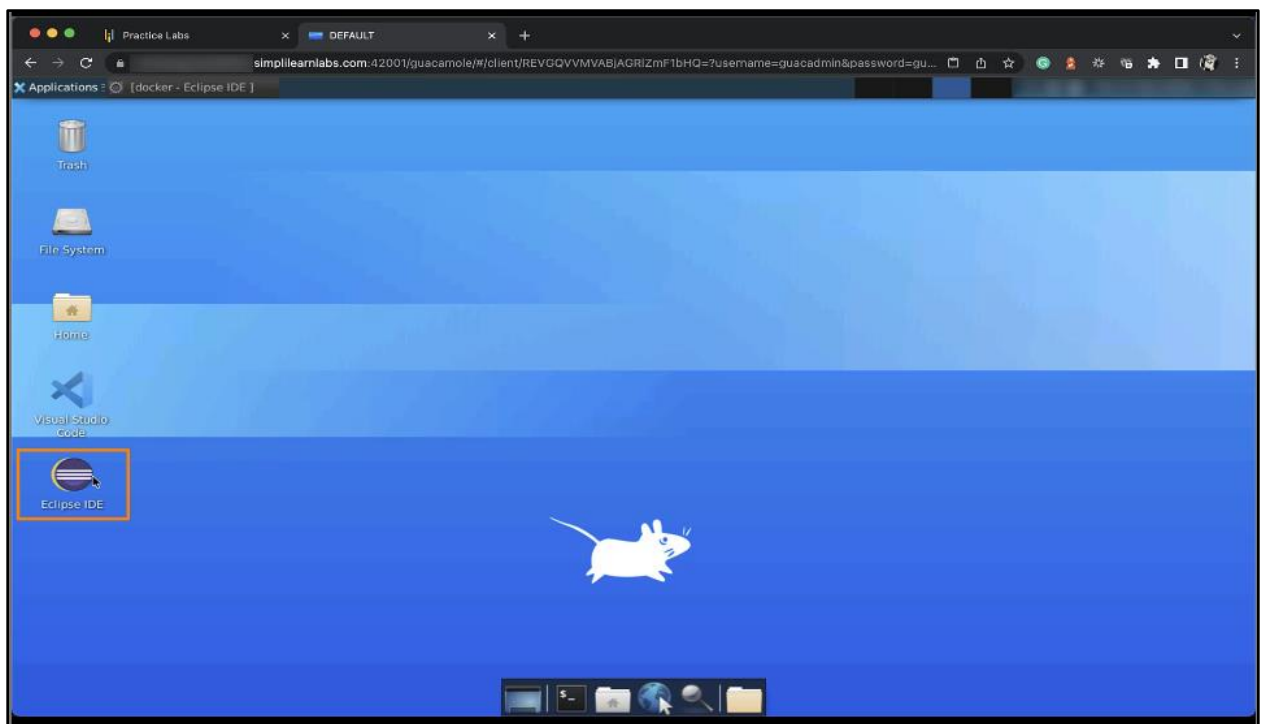 Practice Labs
DEFAULT
simplilearnlabs.com:42001/guacamole/#/client/REVGQVVMVABjAGRlZmF1bHQ=?username=guacadmin&password=gu...
Applications
[docker - Eclipse IDE ]
Trash
File System
Home
Visual Studio
Code
Eclipse IDE
$_